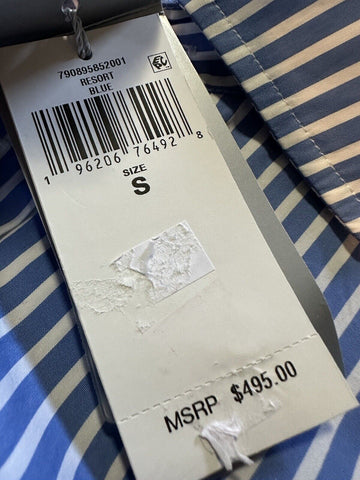 790895852001
RESORT
BLUE
1 96206 76492 8
SIZE
S
MSRP $495.00